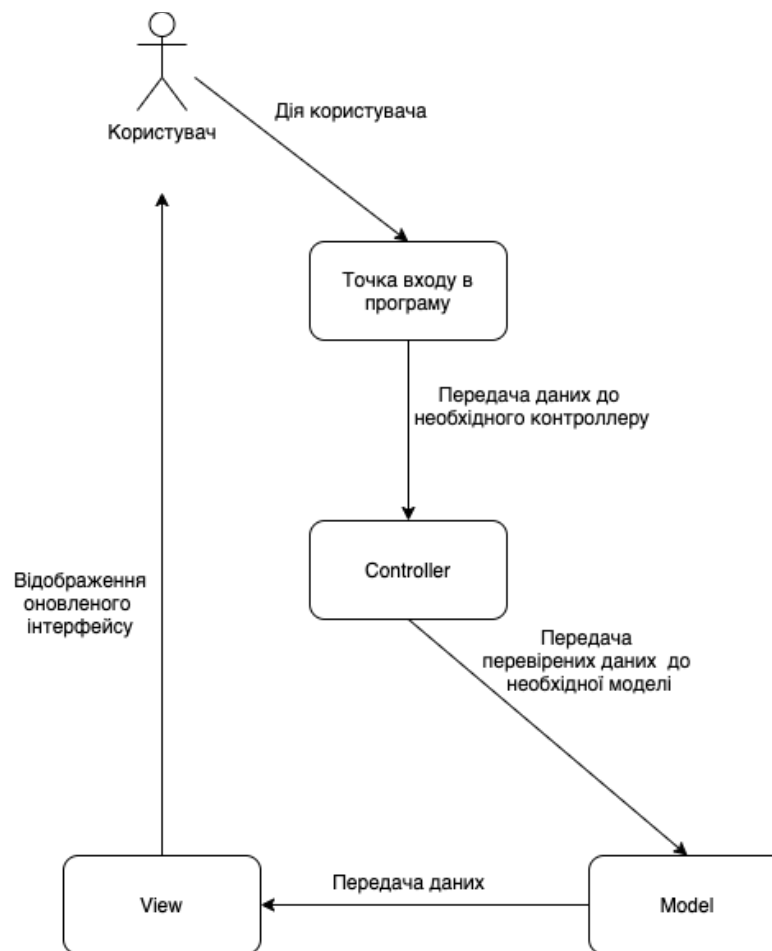 Дія користувача
Користувач
Точка входу в
програму
Передача даних до
необхідного контроллеру
Controller
Відображення
оновленого
інтерфейсу
Передача
перевірених даних до
необхідної моделі
Передача даних
View
Model